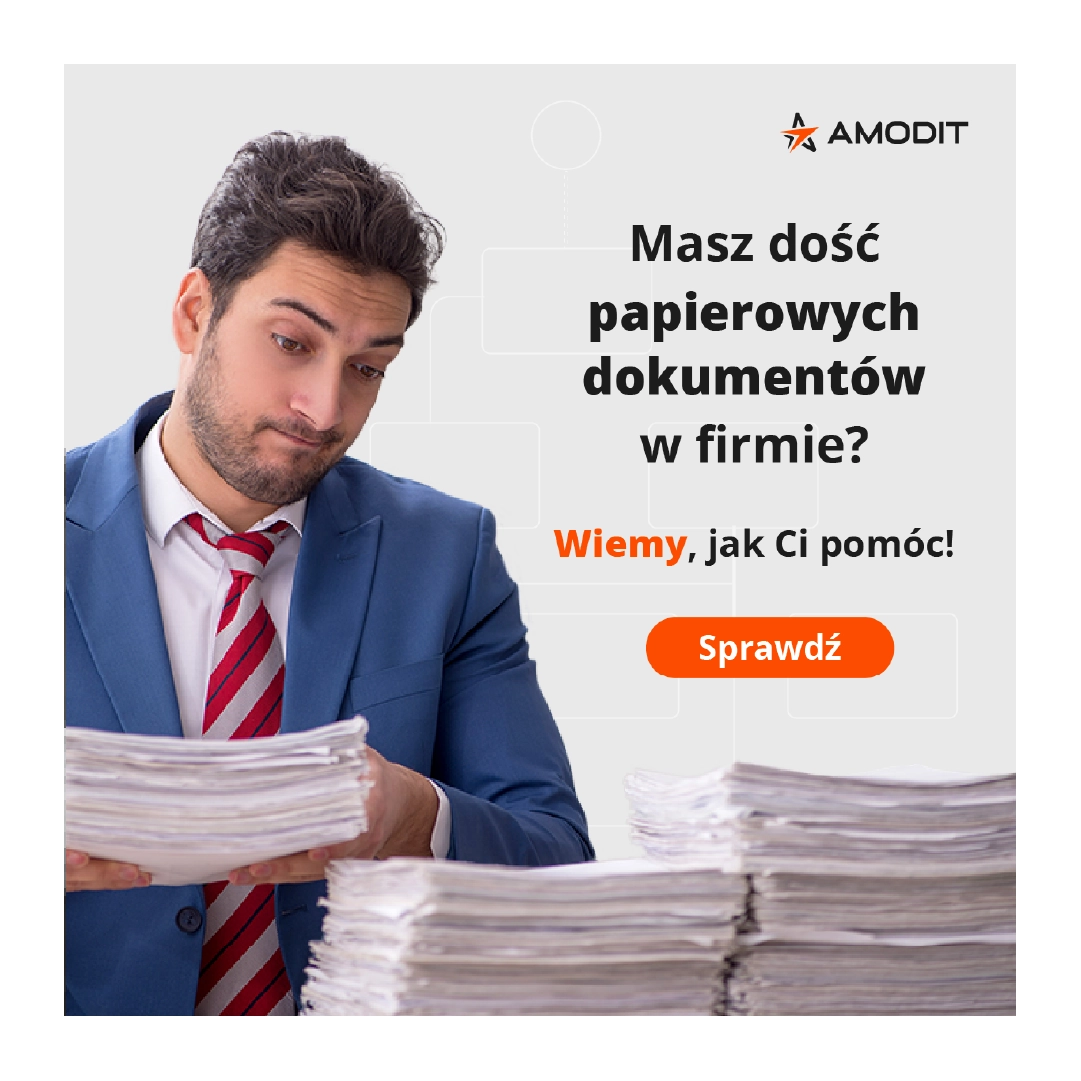 AMODIT
Masz dość
papierowych
dokumentów
w firmie?
Wiemy, jak Ci pomóc!
Sprawdź